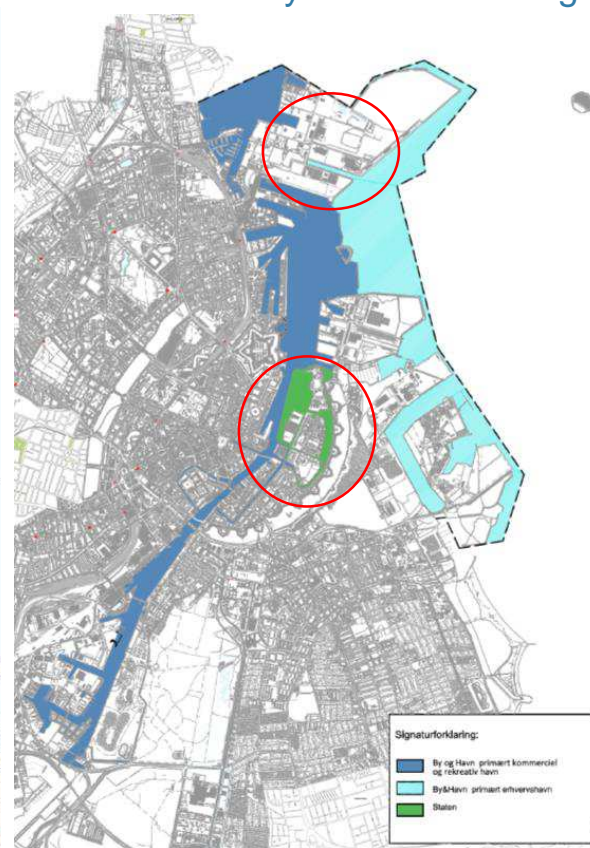 Signaturforklaring:
By og Havn primært kommerciel
og rekreativ havn
By&Havn primært erhvervshavn
Staten